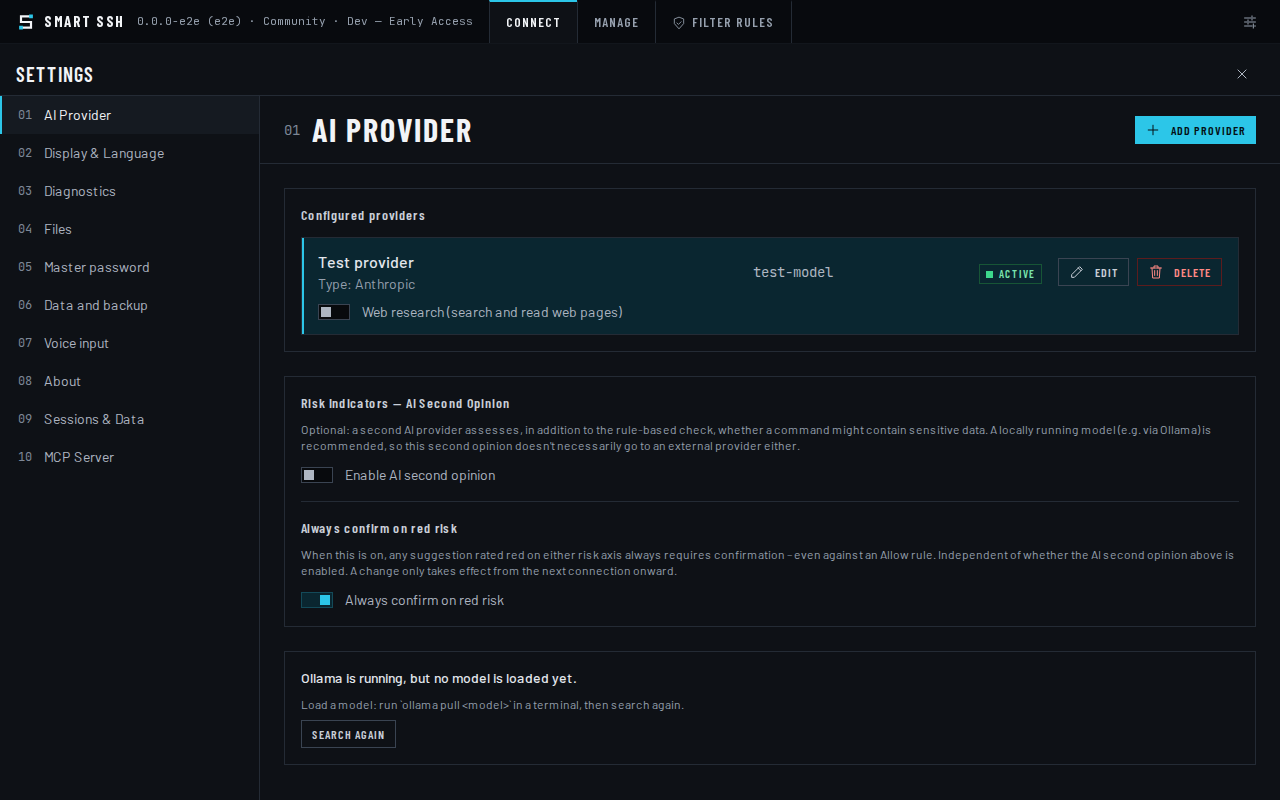 SMART SSH 0.0.0-e2e (e2e) · Community · Dev — Early Access CONNECT MANAGE FILTER RULES
SETTINGS
01 AI Provider
02 Display & Language
03 Diagnostics
04 Files
05 Master password
06 Data and backup
07 Voice input
08 About
09 Sessions & Data
10 MCP Server
01 AI PROVIDER
ADD PROVIDER
Configured providers
Test provider
Type: Anthropic
test-model
ACTIVE
EDIT
DELETE
Web research (search and read web pages)
Risk indicators — AI Second Opinion
Optional: a second AI provider assesses, in addition to the rule-based check, whether a command might contain sensitive data. A locally running model (e.g. via Ollama) is
recommended, so this second opinion doesn't necessarily go to an external provider either.
Enable AI second opinion
Always confirm on red risk
When this is on, any suggestion rated red on either risk axis always requires confirmation - even against an Allow rule. Independent of whether the AI second opinion above is
enabled. A change only takes effect from the next connection onward.
Always confirm on red risk
Ollama is running, but no model is loaded yet.
Load a model: run `ollama pull <model>` in a terminal, then search again.
SEARCH AGAIN